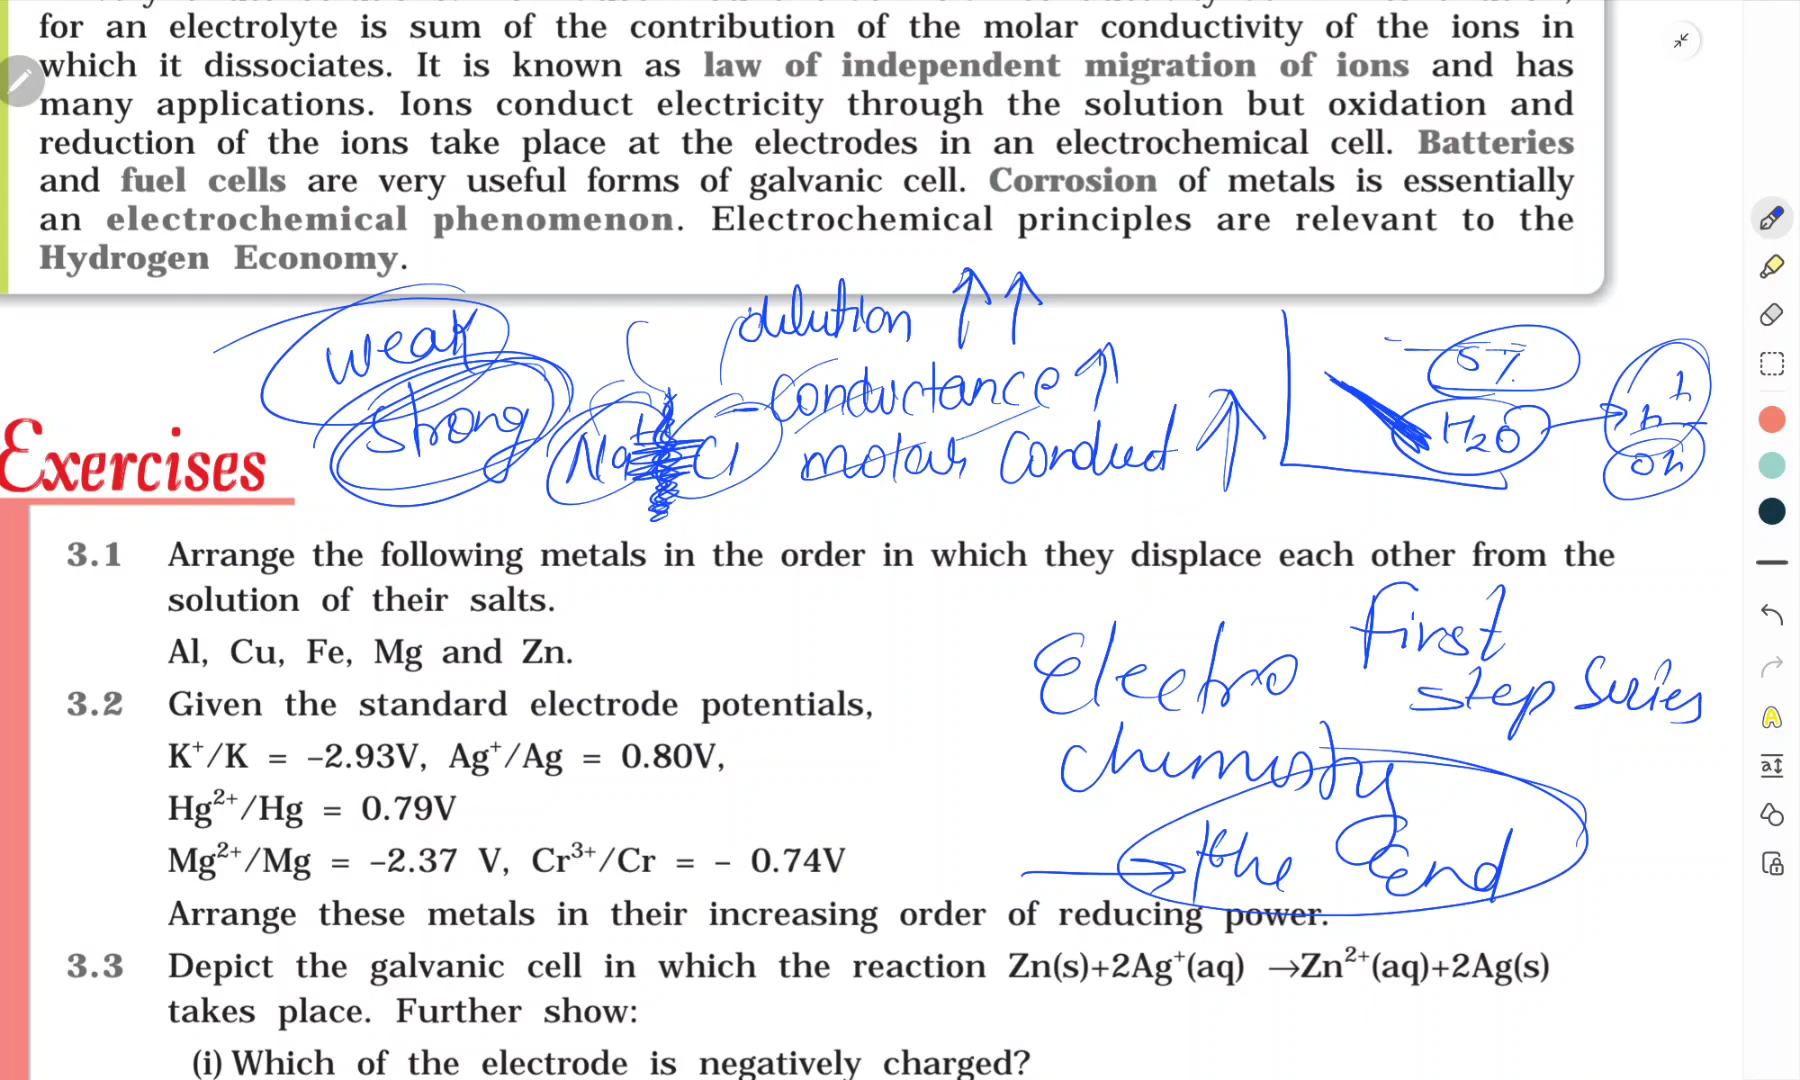 for an electrolyte is sum of the contribution of the molar conductivity of the ions in
which it dissociates. It is known as law of independent migration of ions and has
many applications. Ions conduct electricity through the solution but oxidation and
reduction of the ions take place at the electrodes in an electrochemical cell. Batteries
and fuel cells are very useful forms of galvanic cell. Corrosion of metals is essentially
an electrochemical phenomenon. Electrochemical principles are relevant to the
Hydrogen Economy.
dilution ↑↑
weak
5%
conductance ↑
strong
Na Cl
H2O
molar conduct ↑
Exercises
3.1 Arrange the following metals in the order in which they displace each other from the
solution of their salts.
Al, Cu, Fe, Mg and Zn.
first
step series
Electro
chemistry
the End
3.2 Given the standard electrode potentials,
K⁺/K = –2.93V, Ag⁺/Ag = 0.80V,
Hg²⁺/Hg = 0.79V
Mg²⁺/Mg = –2.37 V, Cr³⁺/Cr = – 0.74V
Arrange these metals in their increasing order of reducing power.
3.3 Depict the galvanic cell in which the reaction Zn(s)+2Ag⁺(aq) →Zn²⁺(aq)+2Ag(s)
takes place. Further show:
(i) Which of the electrode is negatively charged?